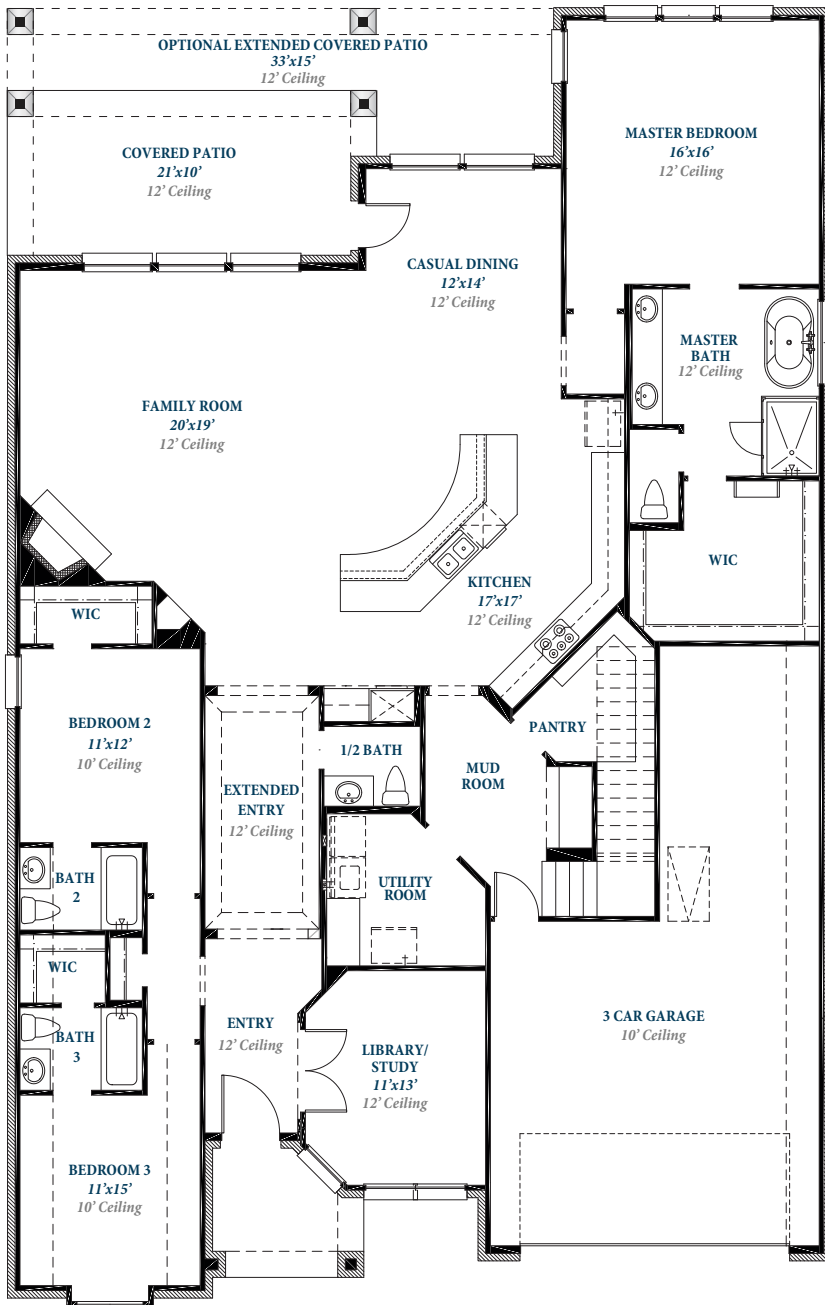 OPTIONAL EXTENDED COVERED PATIO
33'x15'
12' Ceiling
MASTER BEDROOM
16'x16'
12' Ceiling
COVERED PATIO
21'x10'
12' Ceiling
CASUAL DINING
12'x14'
12' Ceiling
MASTER
BATH
12' Ceiling
FAMILY ROOM
20'x19'
12' Ceiling
WIC
KITCHEN
17'x17'
12' Ceiling
WIC
BEDROOM 2
11'x12'
10' Ceiling
PANTRY
1/2 BATH
MUD
ROOM
EXTENDED
ENTRY
12' Ceiling
BATH
2
UTILITY
ROOM
WIC
ENTRY
12' Ceiling
3 CAR GARAGE
10' Ceiling
BATH
3
LIBRARY/
STUDY
11'x13'
12' Ceiling
BEDROOM 3
11'x15'
10' Ceiling